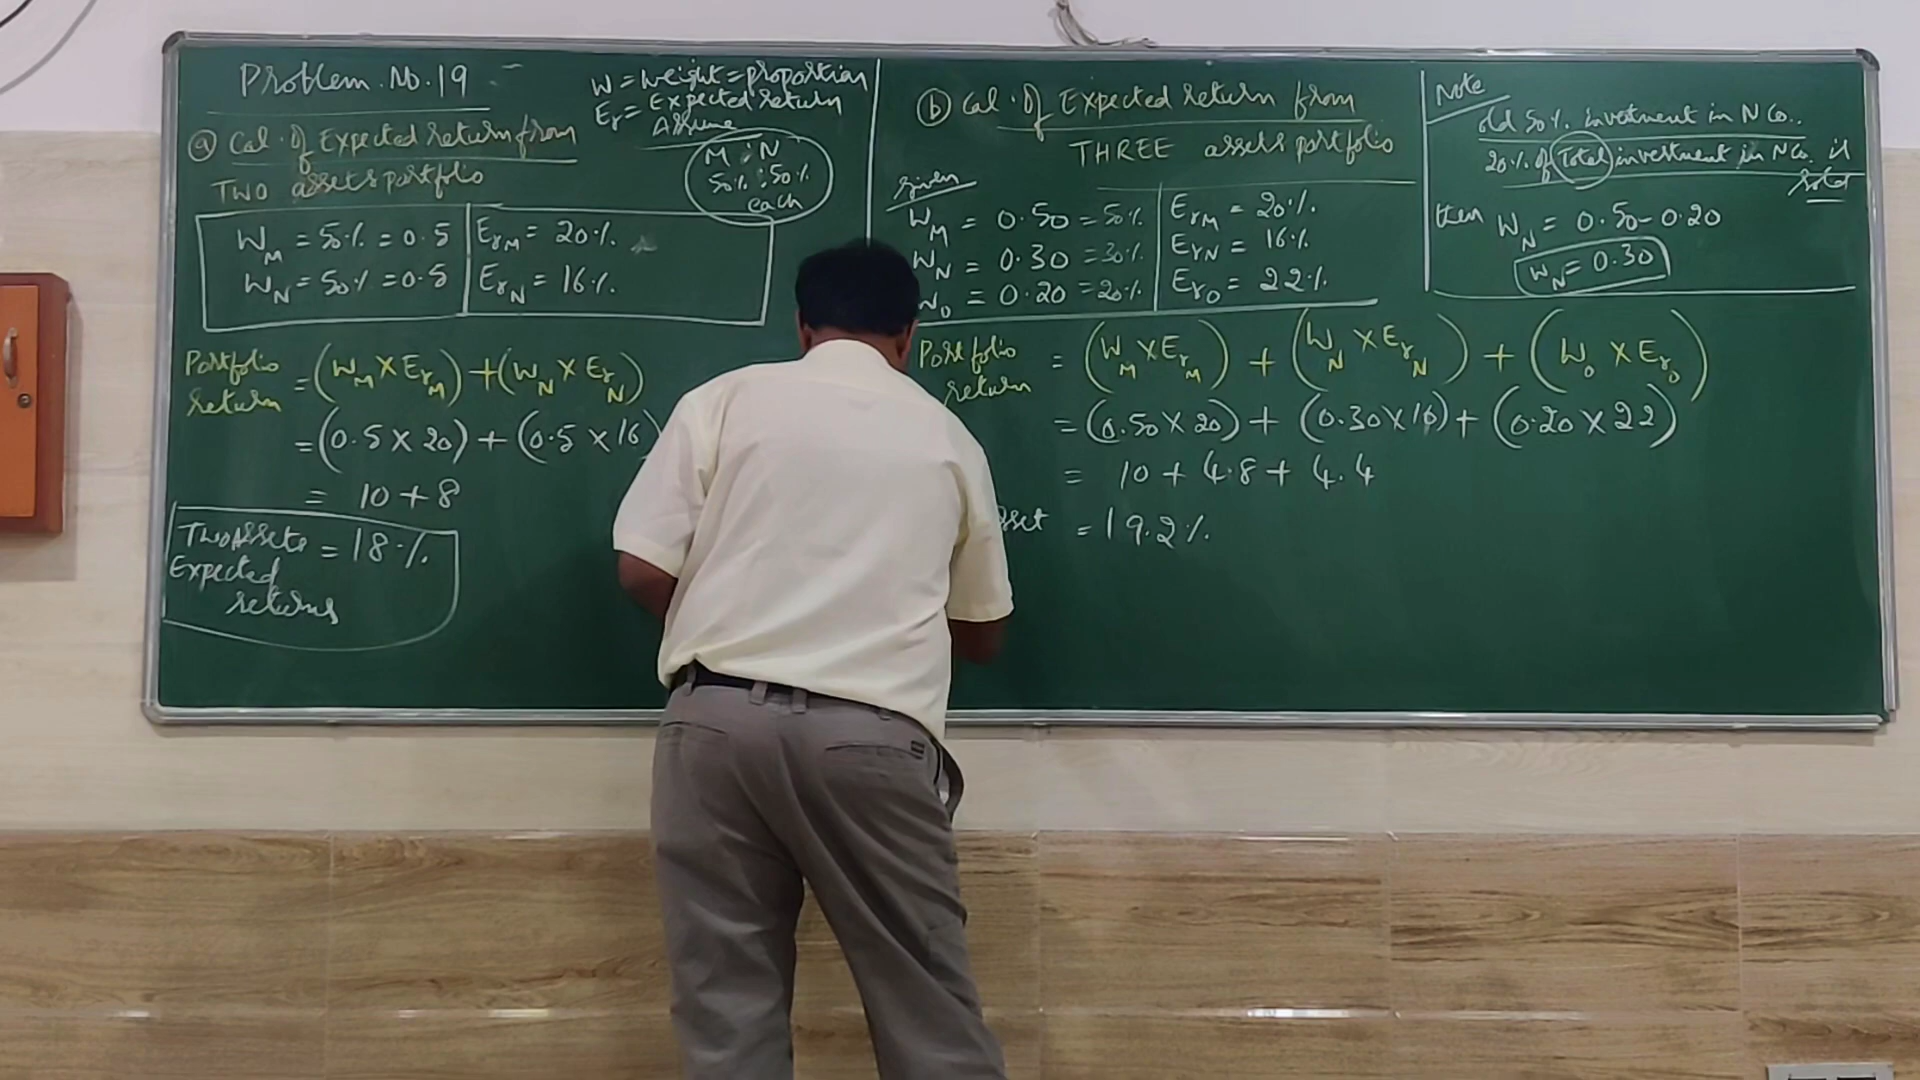 Problem. No. 19
W = weight = proportion
Er = Expected return
Assume
M : N
50% : 50%
each
(a) Cal. Of Expected return from
TWO assets portfolio
WM = 50% = 0.5
WN = 50% = 0.5
ErM = 20%
ErN = 16%
Portfolio return = (WM × ErM) + (WN × ErN)
= (0.5 × 20) + (0.5 × 16
= 10 + 8
Two Assets Expected returns = 18%
(b) Cal. Of Expected return from
THREE assets portfolio
given
WM = 0.50 = 50%
WN = 0.30 = 30%
WO = 0.20 = 20%
ErM = 20%
ErN = 16%
ErO = 22%
Portfolio return = (WM × ErM) + (WN × ErN) + (WO × ErO)
= (0.50 × 20) + (0.30 × 16) + (0.20 × 22)
= 10 + 4.8 + 4.4
= 19.2%
Note
old 50% investment in N Co..
20% of Total investment in N Co. is
sold
then WN = 0.50 - 0.20
WN = 0.30